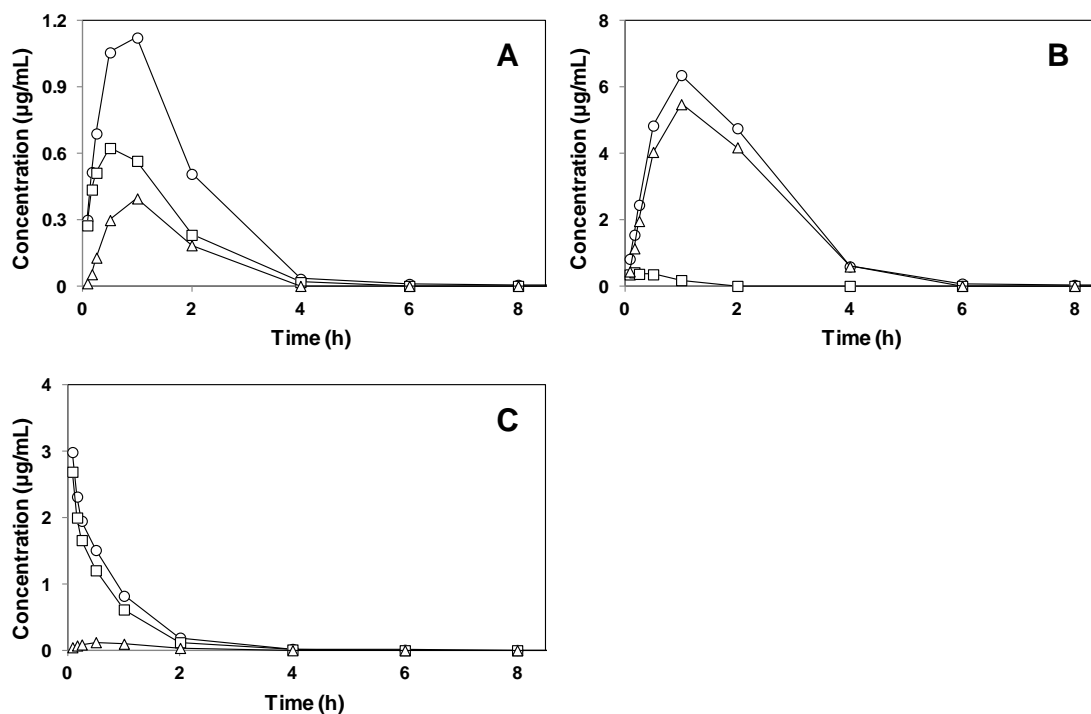 A
Concentration (µg/mL)
1.2
0.9
0.6
0.3
0
0 2 4 6 8
Time (h)
B
Concentration (µg/mL)
8
6
4
2
0
0 2 4 6 8
Time (h)
C
Concentration (µg/mL)
4
3
2
1
0
0 2 4 6 8
Time (h)